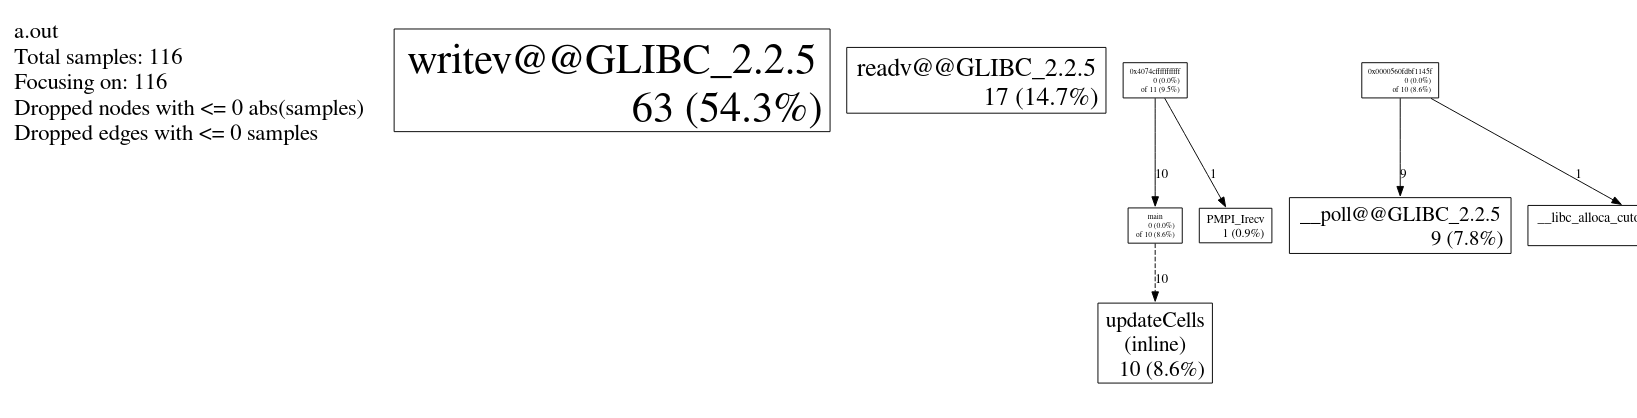 a.out
Total samples: 116
Focusing on: 116
Dropped nodes with <= 0 abs(samples)
Dropped edges with <= 0 samples
writev@@GLIBC_2.2.5
63 (54.3%)
readv@@GLIBC_2.2.5
17 (14.7%)
0x4074cfffffffffff
0 (0.0%)
of 11 (9.5%)
0x0000560fdbf1145f
0 (0.0%)
of 10 (8.6%)
10
1
9
1
main
0 (0.0%)
of 10 (8.6%)
PMPI_Irecv
1 (0.9%)
__poll@@GLIBC_2.2.5
9 (7.8%)
10
updateCells
(inline)
10 (8.6%)